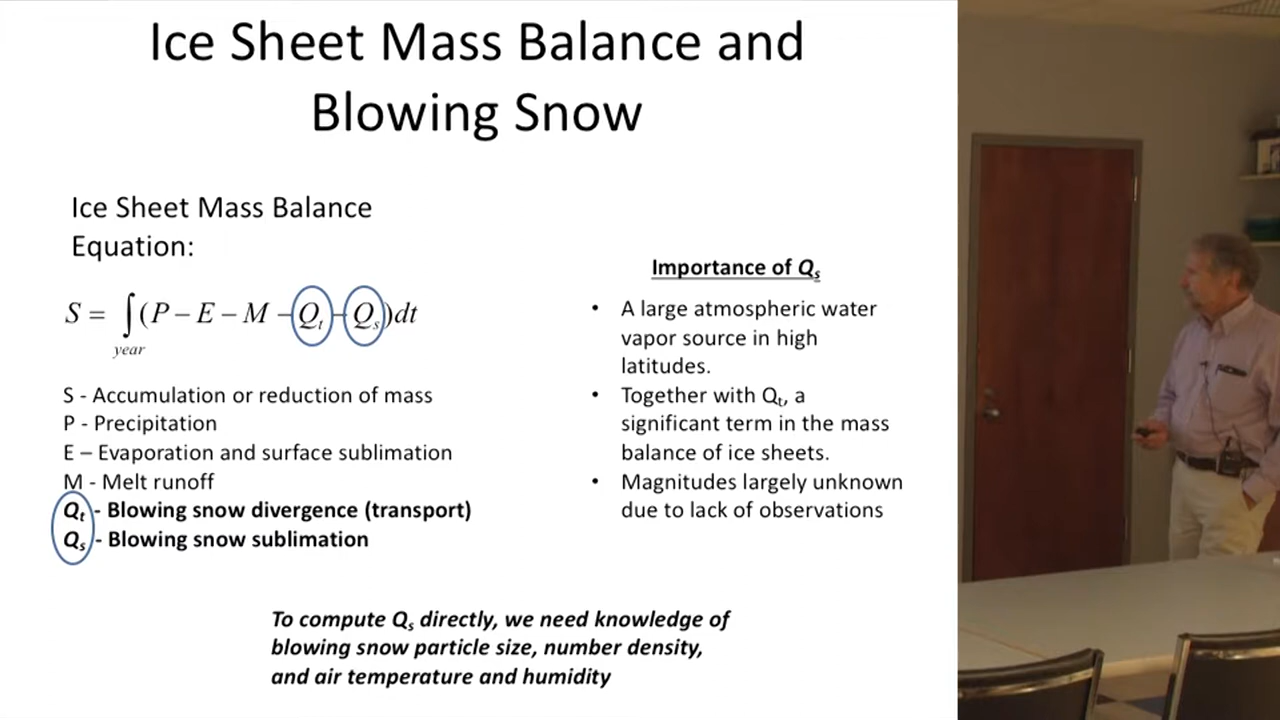 Ice Sheet Mass Balance and
Blowing Snow
Ice Sheet Mass Balance
Equation:
S = ∫(P – E – M – Qt – Qs)dt
year
S - Accumulation or reduction of mass
P - Precipitation
E – Evaporation and surface sublimation
M - Melt runoff
Qt - Blowing snow divergence (transport)
Qs - Blowing snow sublimation
Importance of Qs
• A large atmospheric water
vapor source in high
latitudes.
• Together with Qt, a
significant term in the mass
balance of ice sheets.
• Magnitudes largely unknown
due to lack of observations
To compute Qs directly, we need knowledge of
blowing snow particle size, number density,
and air temperature and humidity